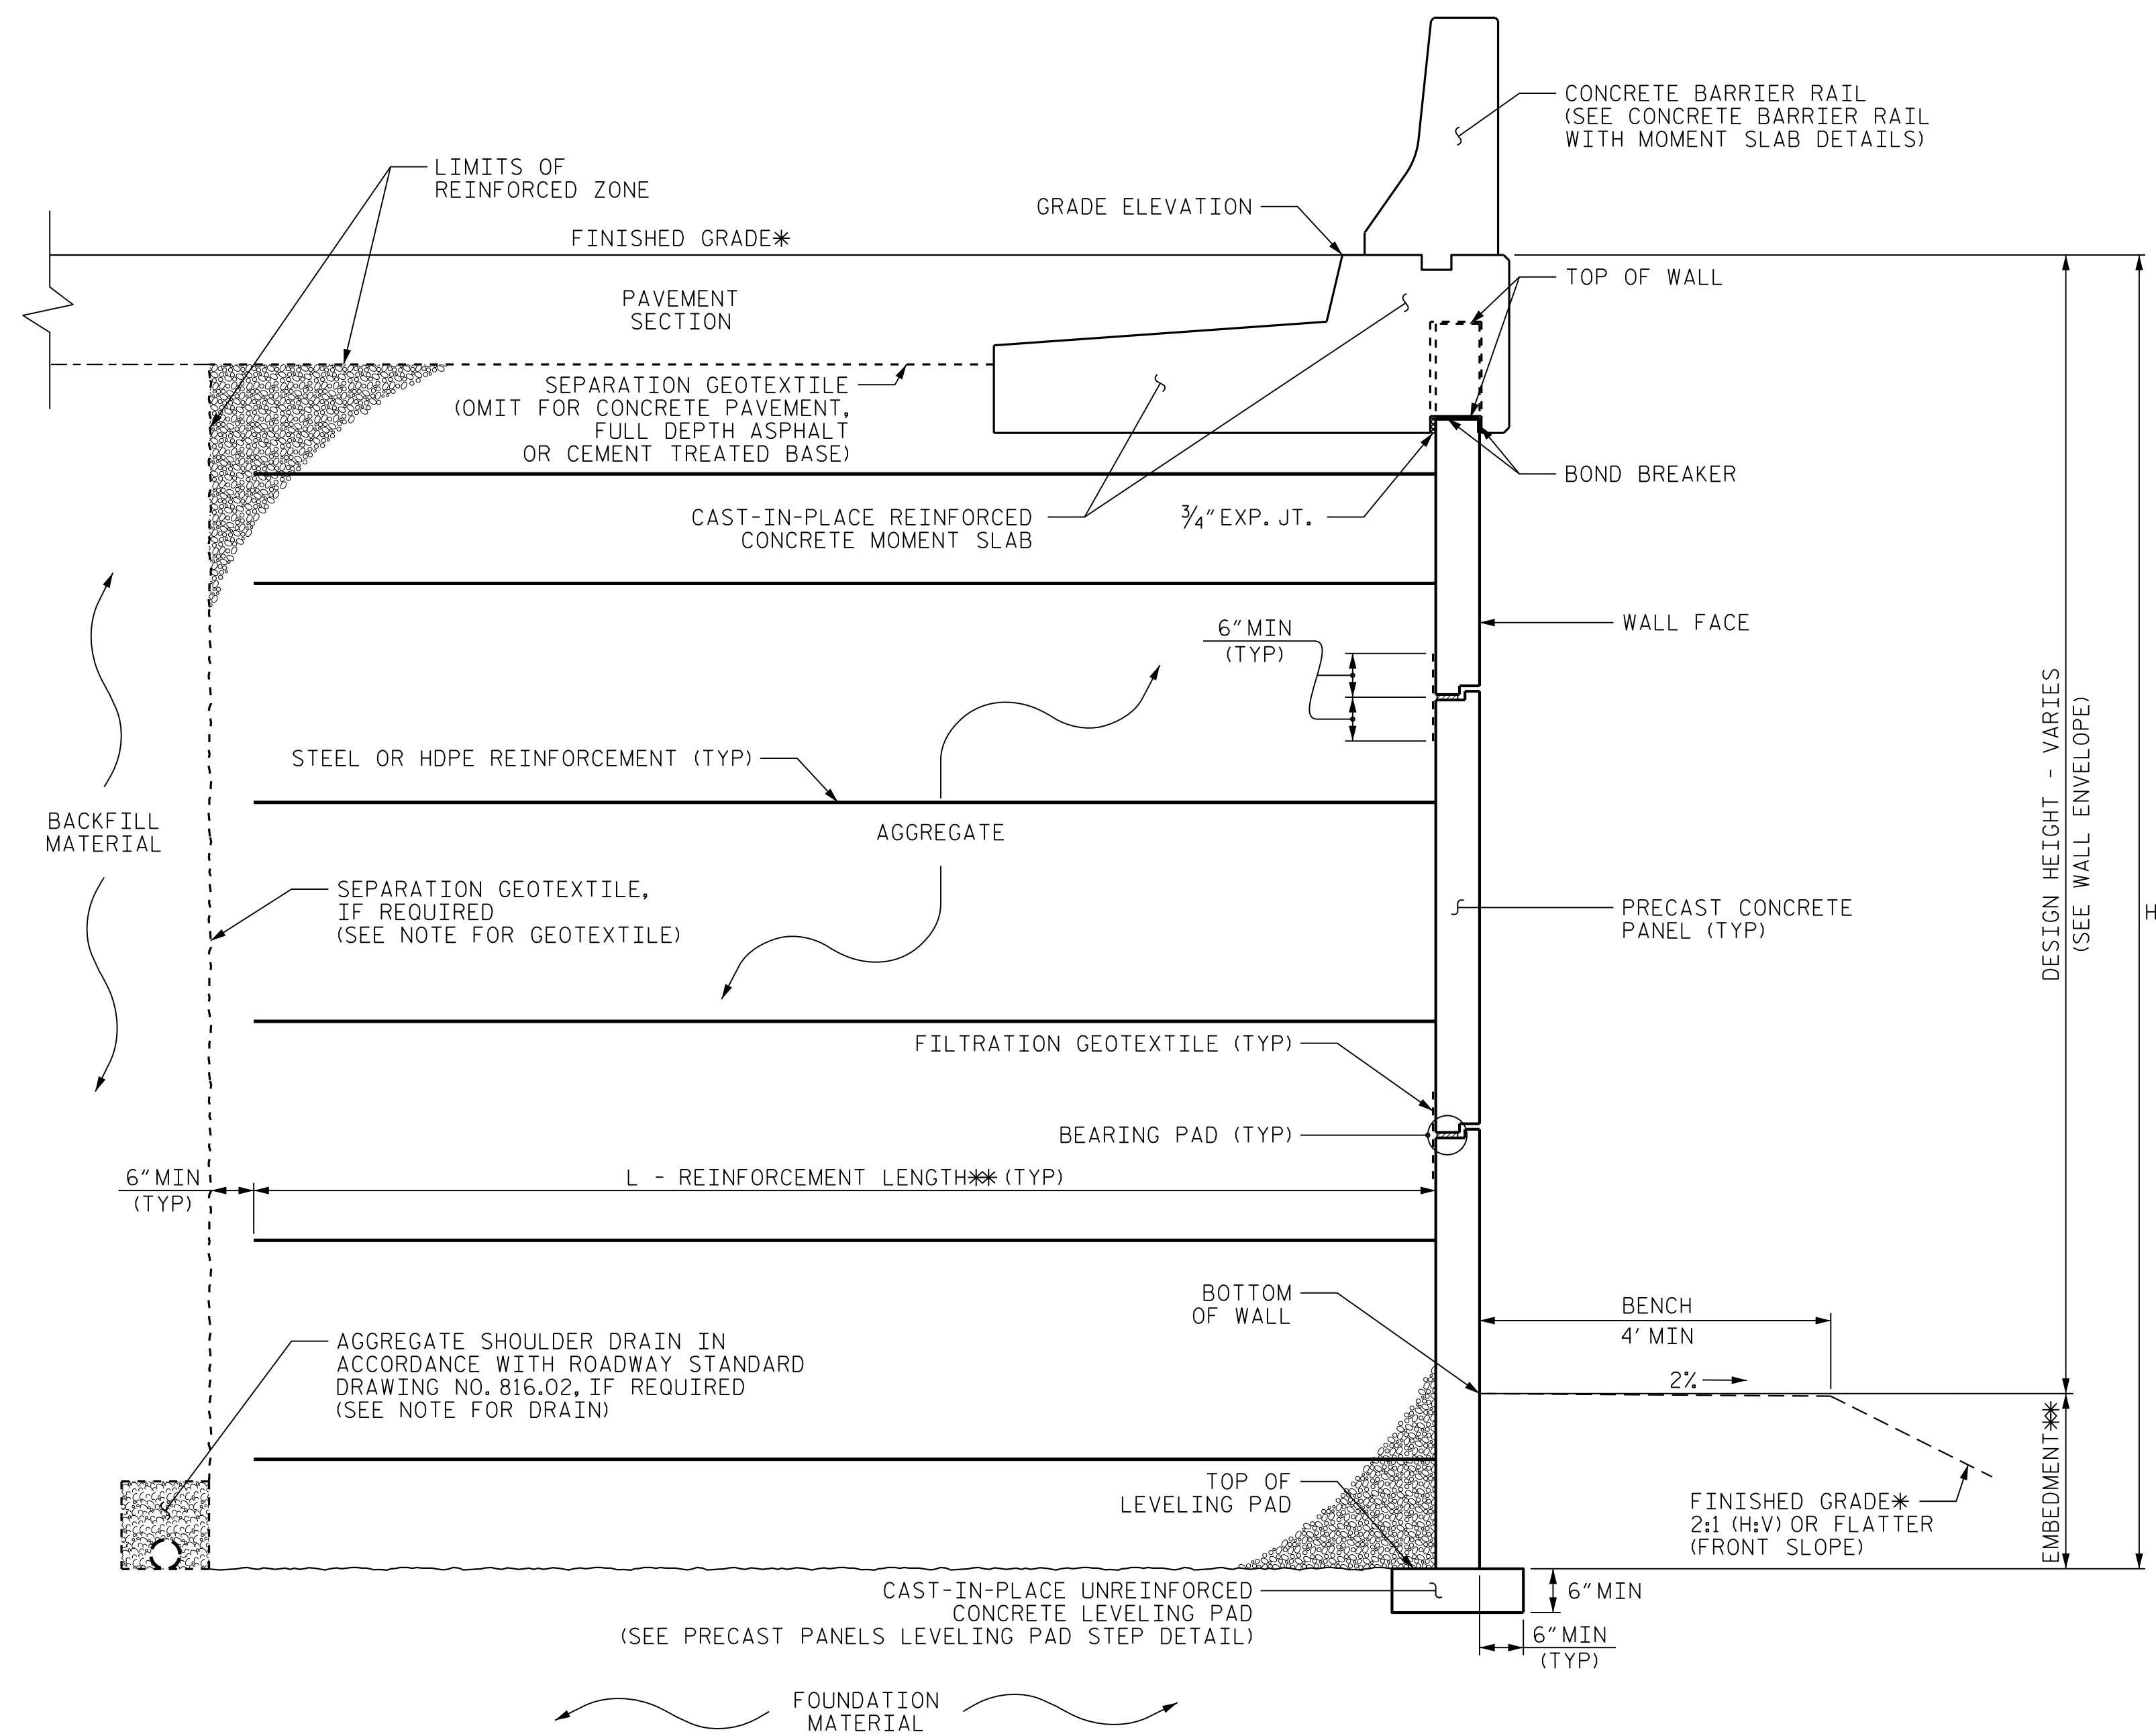 CONCRETE BARRIER RAIL
(SEE CONCRETE BARRIER RAIL
WITH MOMENT SLAB DETAILS)
LIMITS OF
REINFORCED ZONE
GRADE ELEVATION
FINISHED GRADE*
TOP OF WALL
PAVEMENT
SECTION
SEPARATION GEOTEXTILE
(OMIT FOR CONCRETE PAVEMENT,
FULL DEPTH ASPHALT
OR CEMENT TREATED BASE)
BOND BREAKER
CAST-IN-PLACE REINFORCED
CONCRETE MOMENT SLAB
3/4" EXP. JT.
6" MIN
(TYP)
WALL FACE
STEEL OR HDPE REINFORCEMENT (TYP)
BACKFILL
MATERIAL
AGGREGATE
SEPARATION GEOTEXTILE,
IF REQUIRED
(SEE NOTE FOR GEOTEXTILE)
PRECAST CONCRETE
PANEL (TYP)
DESIGN HEIGHT - VARIES
(SEE WALL ENVELOPE)
H
FILTRATION GEOTEXTILE (TYP)
BEARING PAD (TYP)
6" MIN
(TYP)
L - REINFORCEMENT LENGTH** (TYP)
BOTTOM
OF WALL
BENCH
4' MIN
2%
AGGREGATE SHOULDER DRAIN IN
ACCORDANCE WITH ROADWAY STANDARD
DRAWING NO. 816.02, IF REQUIRED
(SEE NOTE FOR DRAIN)
EMBEDMENT**
TOP OF
LEVELING PAD
FINISHED GRADE*
2:1 (H:V) OR FLATTER
(FRONT SLOPE)
CAST-IN-PLACE UNREINFORCED
CONCRETE LEVELING PAD
(SEE PRECAST PANELS LEVELING PAD STEP DETAIL)
6" MIN
6" MIN
(TYP)
FOUNDATION
MATERIAL